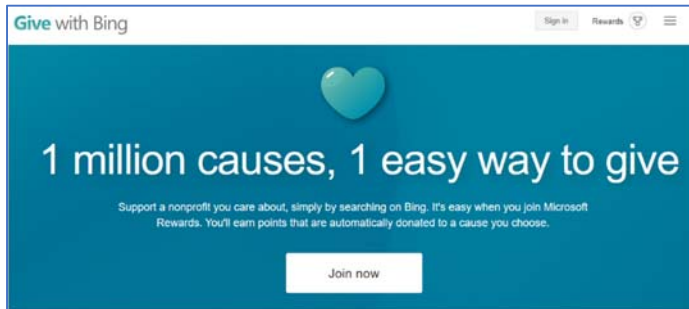 Give with Bing
Sign in
Rewards
1 million causes, 1 easy way to give
Support a nonprofit you care about, simply by searching on Bing. It's easy when you join Microsoft
Rewards. You'll earn points that are automatically donated to a cause you choose.
Join now